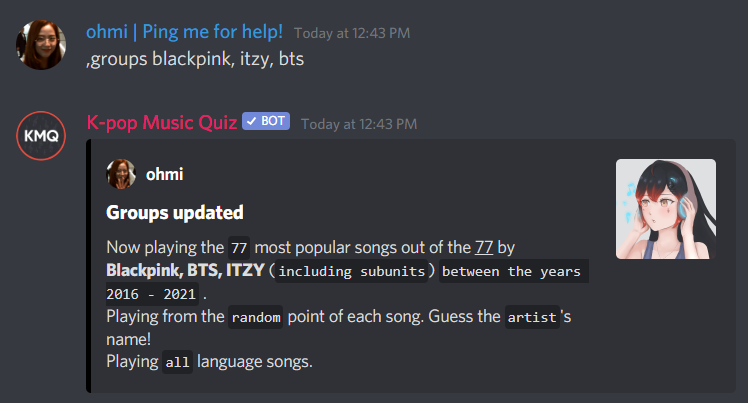 ohmi | Ping me for help! Today at 12:43 PM
,groups blackpink, itzy, bts
KMQ
K-pop Music Quiz ✓ BOT Today at 12:43 PM
ohmi
Groups updated
Now playing the 77 most popular songs out of the 77 by
Blackpink, BTS, ITZY (including subunits) between the years
2016 - 2021 .
Playing from the random point of each song. Guess the artist's
name!
Playing all language songs.